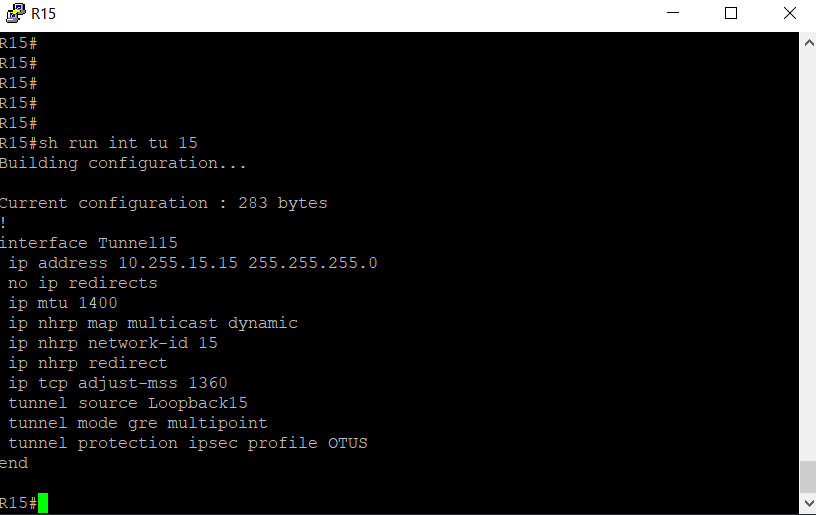 R15
R15#
R15#
R15#
R15#
R15#
R15#sh run int tu 15
Building configuration...
Current configuration : 283 bytes
!
interface Tunnel15
 ip address 10.255.15.15 255.255.255.0
 no ip redirects
 ip mtu 1400
 ip nhrp map multicast dynamic
 ip nhrp network-id 15
 ip nhrp redirect
 ip tcp adjust-mss 1360
 tunnel source Loopback15
 tunnel mode gre multipoint
 tunnel protection ipsec profile OTUS
end
R15#